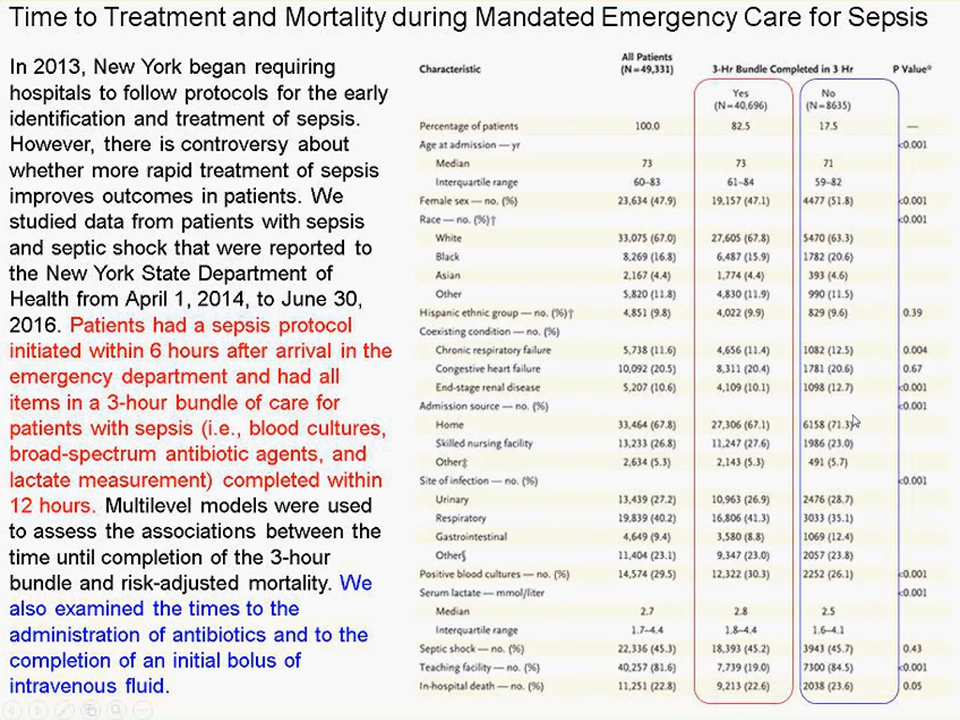 Time to Treatment and Mortality during Mandated Emergency Care for Sepsis
In 2013, New York began requiring
hospitals to follow protocols for the early
identification and treatment of sepsis.
However, there is controversy about
whether more rapid treatment of sepsis
improves outcomes in patients. We
studied data from patients with sepsis
and septic shock that were reported to
the New York State Department of
Health from April 1, 2014, to June 30,
2016. Patients had a sepsis protocol
initiated within 6 hours after arrival in the
emergency department and had all
items in a 3-hour bundle of care for
patients with sepsis (i.e., blood cultures,
broad-spectrum antibiotic agents, and
lactate measurement) completed within
12 hours. Multilevel models were used
to assess the associations between the
time until completion of the 3-hour
bundle and risk-adjusted mortality. We
also examined the times to the
administration of antibiotics and to the
completion of an initial bolus of
intravenous fluid.
Characteristic All Patients (N=49,331) 3-Hr Bundle Completed in 3 Hr P Value*
Yes (N=40,696) No (N=8635)
Percentage of patients 100.0 82.5 17.5 —
Age at admission — yr <0.001
Median 73 73 71
Interquartile range 60–83 61–84 59–82
Female sex — no. (%) 23,634 (47.9) 19,157 (47.1) 4477 (51.8) <0.001
Race — no. (%)† <0.001
White 33,075 (67.0) 27,605 (67.8) 5470 (63.3)
Black 8,269 (16.8) 6,487 (15.9) 1782 (20.6)
Asian 2,167 (4.4) 1,774 (4.4) 393 (4.6)
Other 5,820 (11.8) 4,830 (11.9) 990 (11.5)
Hispanic ethnic group — no. (%)† 4,851 (9.8) 4,022 (9.9) 829 (9.6) 0.39
Coexisting condition — no. (%)
Chronic respiratory failure 5,738 (11.6) 4,656 (11.4) 1082 (12.5) 0.004
Congestive heart failure 10,092 (20.5) 8,311 (20.4) 1781 (20.6) 0.67
End-stage renal disease 5,207 (10.6) 4,109 (10.1) 1098 (12.7) <0.001
Admission source — no. (%) <0.001
Home 33,464 (67.8) 27,306 (67.1) 6158 (71.3)
Skilled nursing facility 13,233 (26.8) 11,247 (27.6) 1986 (23.0)
Other‡ 2,634 (5.3) 2,143 (5.3) 491 (5.7)
Site of infection — no. (%) <0.001
Urinary 13,439 (27.2) 10,963 (26.9) 2476 (28.7)
Respiratory 19,839 (40.2) 16,806 (41.3) 3033 (35.1)
Gastrointestinal 4,649 (9.4) 3,580 (8.8) 1069 (12.4)
Other§ 11,404 (23.1) 9,347 (23.0) 2057 (23.8)
Positive blood cultures — no. (%) 14,574 (29.5) 12,322 (30.3) 2252 (26.1) <0.001
Serum lactate — mmol/liter <0.001
Median 2.7 2.8 2.5
Interquartile range 1.7–4.4 1.8–4.4 1.6–4.1
Septic shock — no. (%) 22,336 (45.3) 18,393 (45.2) 3943 (45.7) 0.43
Teaching facility — no. (%) 40,257 (81.6) 7,739 (19.0) 7300 (84.5) <0.001
In-hospital death — no. (%) 11,251 (22.8) 9,213 (22.6) 2038 (23.6) 0.05